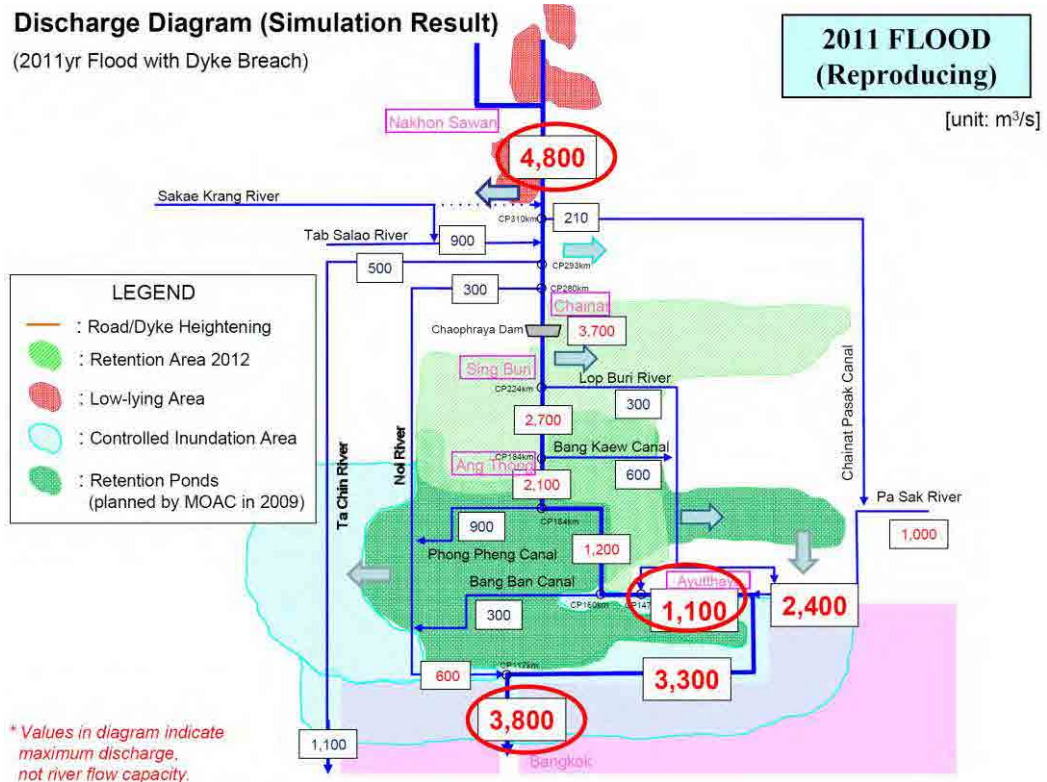 Discharge Diagram (Simulation Result)
(2011yr Flood with Dyke Breach)
2011 FLOOD
(Reproducing)
[unit: m³/s]
Nakhon Sawan
4,800
Sakae Krang River
CP310km
210
Tab Salao River
900
500
CP293km
300
CP280km
LEGEND
: Road/Dyke Heightening
: Retention Area 2012
: Low-lying Area
: Controlled Inundation Area
: Retention Ponds
(planned by MOAC in 2009)
Chainat
Chaophraya Dam
3,700
Sing Buri
CP224km
Lop Buri River
300
2,700
Bang Kaew Canal
CP184km
Ang Thong
600
2,100
Ta Chin River
Noi River
Chainat Pasak Canal
Pa Sak River
1,000
900
CP164km
Phong Pheng Canal
1,200
Bang Ban Canal
Ayutthaya
300
CP160km
CP147
1,100
2,400
CP117km
600
3,300
3,800
1,100
Bangkok
* Values in diagram indicate
maximum discharge,
not river flow capacity.